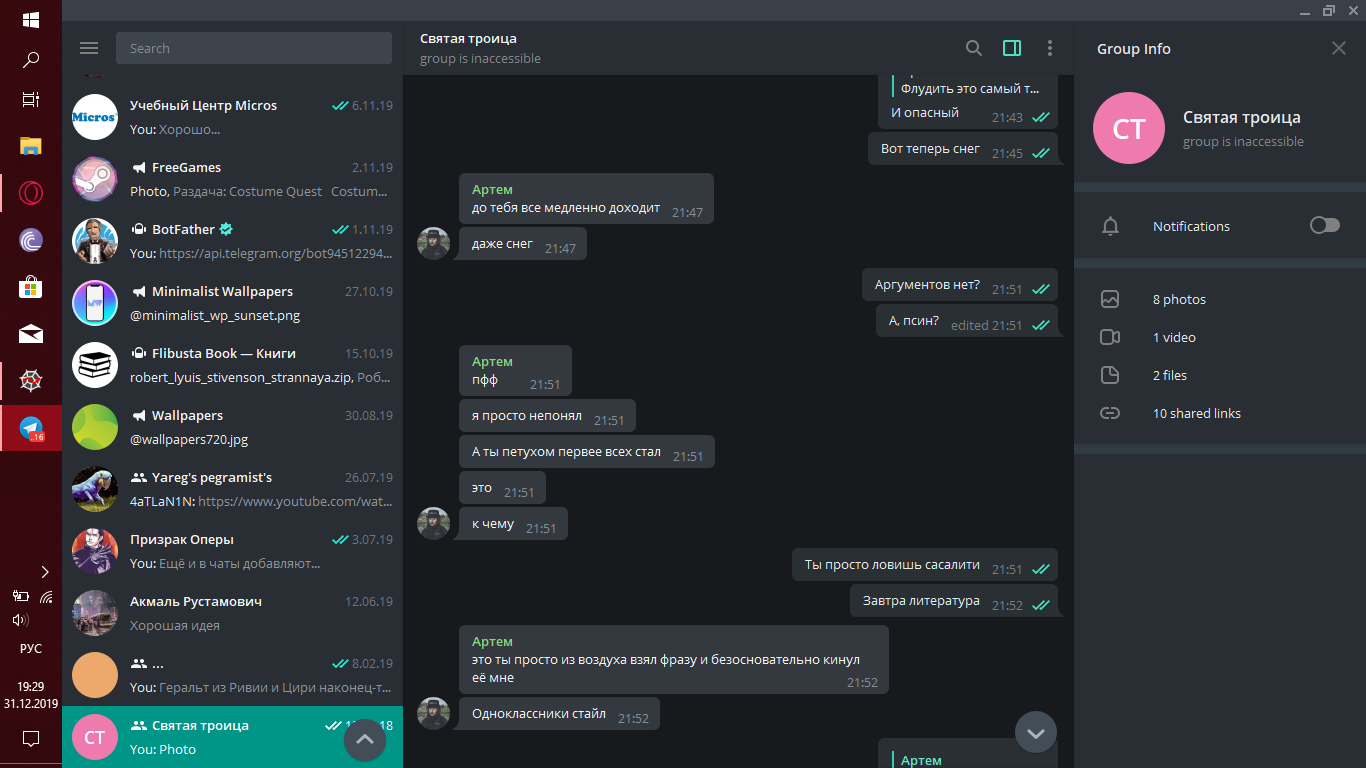 Search
Учебный Центр Micros
6.11.19
Micros
You: Хорошо...
FreeGames
2.11.19
Photo, Раздача: Costume Quest Costum...
BotFather
1.11.19
You: https://api.telegram.org/bot94512294...
Minimalist Wallpapers
27.10.19
@minimalist_wp_sunset.png
Flibusta Book — Книги
15.10.19
robert_lyuis_stivenson_strannaya.zip, Роб...
Wallpapers
30.08.19
@wallpapers720.jpg
Yareg's pegramist's
26.07.19
4aTLaN1N: https://www.youtube.com/wat...
Призрак Оперы
3.07.19
You: Ещё и в чаты добавляют...
Акмаль Рустамович
12.06.19
Хорошая идея
...
8.02.19
You: Геральт из Ривии и Цири наконец-т...
СТ
Святая троица
18
You: Photo
..16
РУС
19:29
31.12.2019
Святая троица
group is inaccessible
Флудить это самый т...
И опасный 21:43
Вот теперь снег 21:45
Артем
до тебя все медленно доходит 21:47
даже снег 21:47
Аргументов нет? 21:51
А, псин? edited 21:51
Артем
пфф 21:51
я просто непонял 21:51
А ты петухом первее всех стал 21:51
это 21:51
к чему 21:51
Ты просто ловишь сасалити 21:51
Завтра литература 21:52
Артем
это ты просто из воздуха взял фразу и безосновательно кинул
её мне 21:52
Одноклассники стайл 21:52
Артем
Group Info
СТ
Святая троица
group is inaccessible
Notifications
8 photos
1 video
2 files
10 shared links